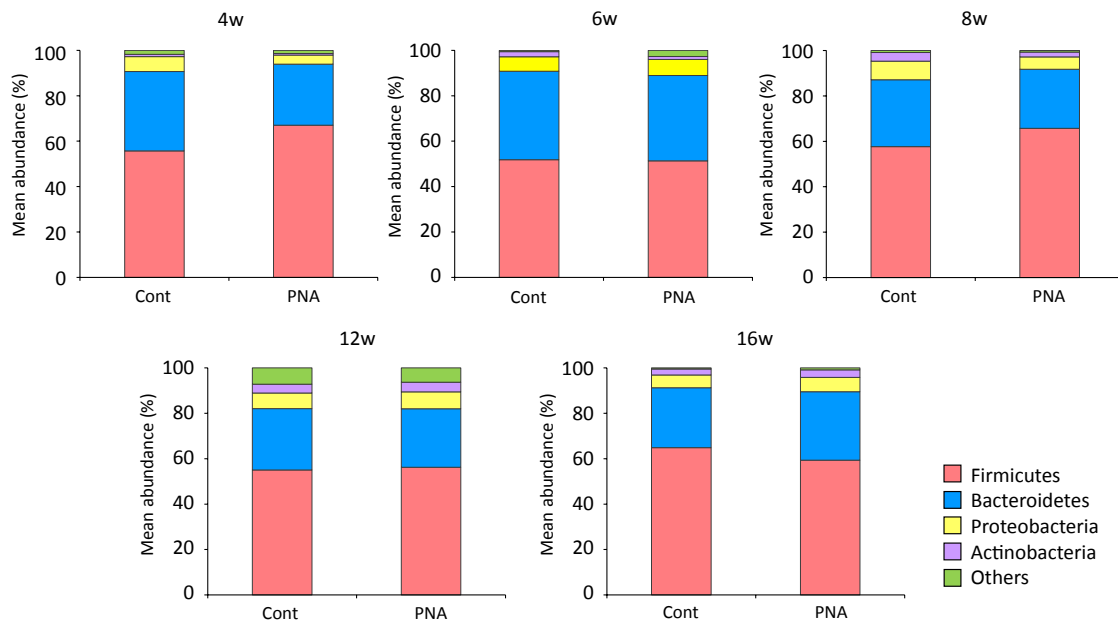 4w
Mean abundance (%)
100
80
60
40
20
0
Cont
PNA
6w
Mean abundance (%)
100
80
60
40
20
0
Cont
PNA
8w
Mean abundance (%)
100
80
60
40
20
0
Cont
PNA
12w
Mean abundance (%)
100
80
60
40
20
0
Cont
PNA
16w
Mean abundance (%)
100
80
60
40
20
0
Cont
PNA
Firmicutes
Bacteroidetes
Proteobacteria
Actinobacteria
Others